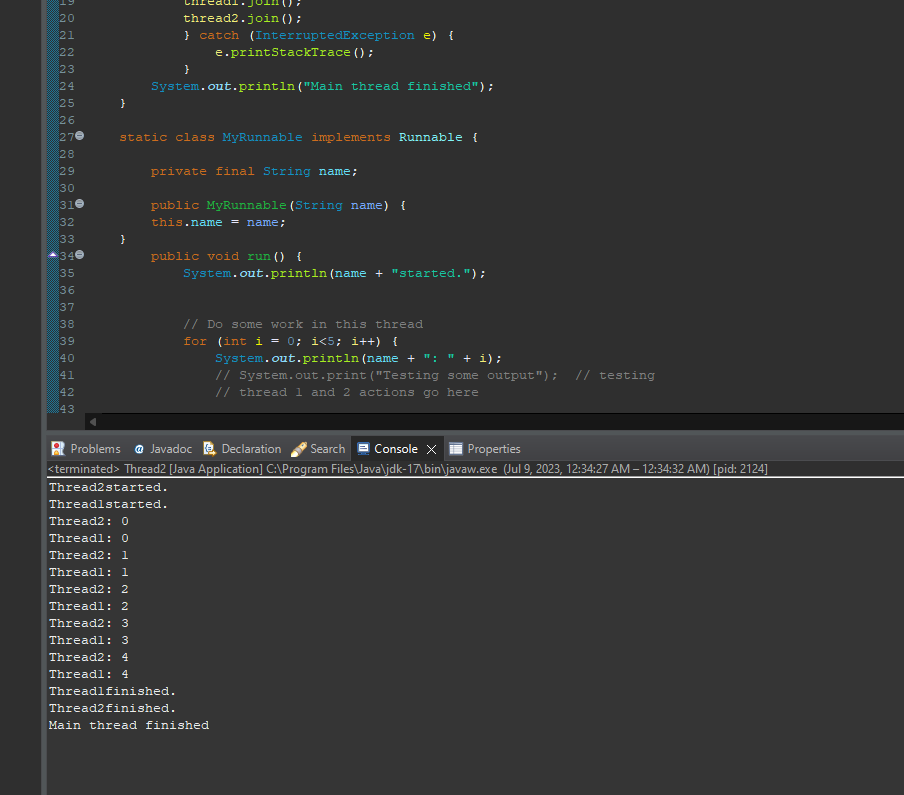 19 thread1.join();
20 thread2.join();
21 } catch (InterruptedException e) {
22 e.printStackTrace();
23 }
24 System.out.println("Main thread finished");
25 }
26
27 static class MyRunnable implements Runnable {
28
29 private final String name;
30
31 public MyRunnable(String name) {
32 this.name = name;
33 }
34 public void run() {
35 System.out.println(name + "started.");
36
37
38 // Do some work in this thread
39 for (int i = 0; i<5; i++) {
40 System.out.println(name + ": " + i);
41 // System.out.print("Testing some output");  // testing
42 // thread 1 and 2 actions go here
43
Problems Javadoc Declaration Search Console Properties
<terminated> Thread2 [Java Application] C:\Program Files\Java\jdk-17\bin\javaw.exe (Jul 9, 2023, 12:34:27 AM – 12:34:32 AM) [pid: 2124]
Thread2started.
Thread1started.
Thread2: 0
Thread1: 0
Thread2: 1
Thread1: 1
Thread2: 2
Thread1: 2
Thread2: 3
Thread1: 3
Thread2: 4
Thread1: 4
Thread1finished.
Thread2finished.
Main thread finished